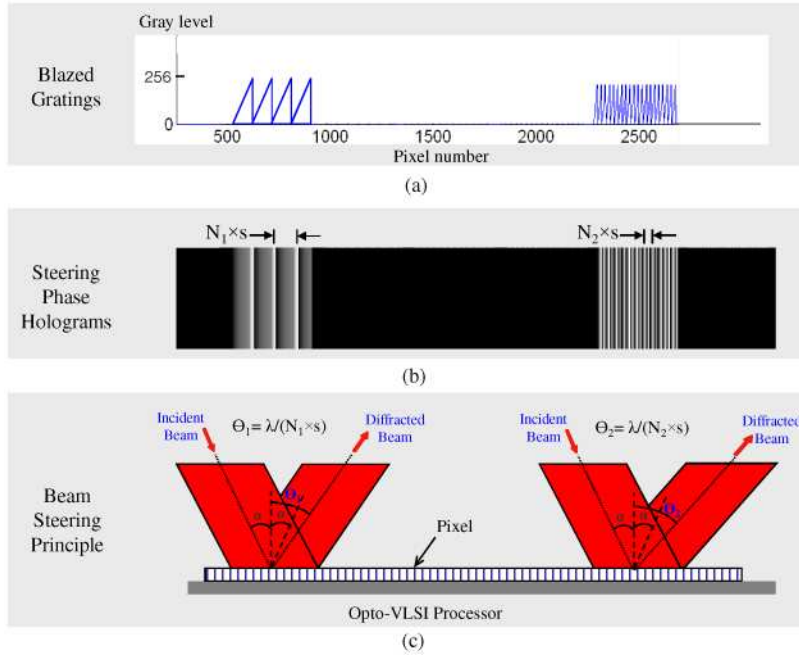 Gray level
Blazed
Gratings
256
0
500 1000 1500 2000 2500
Pixel number
(a)
N₁×s N₂×s
Steering
Phase
Holograms
(b)
Incident
Beam
Θ₁= λ/(N₁×s)
Diffracted
Beam
Incident
Beam
Θ₂= λ/(N₂×s)
Diffracted
Beam
α α
α α Θ₂
Beam
Steering
Principle
Pixel
Opto-VLSI Processor
(c)